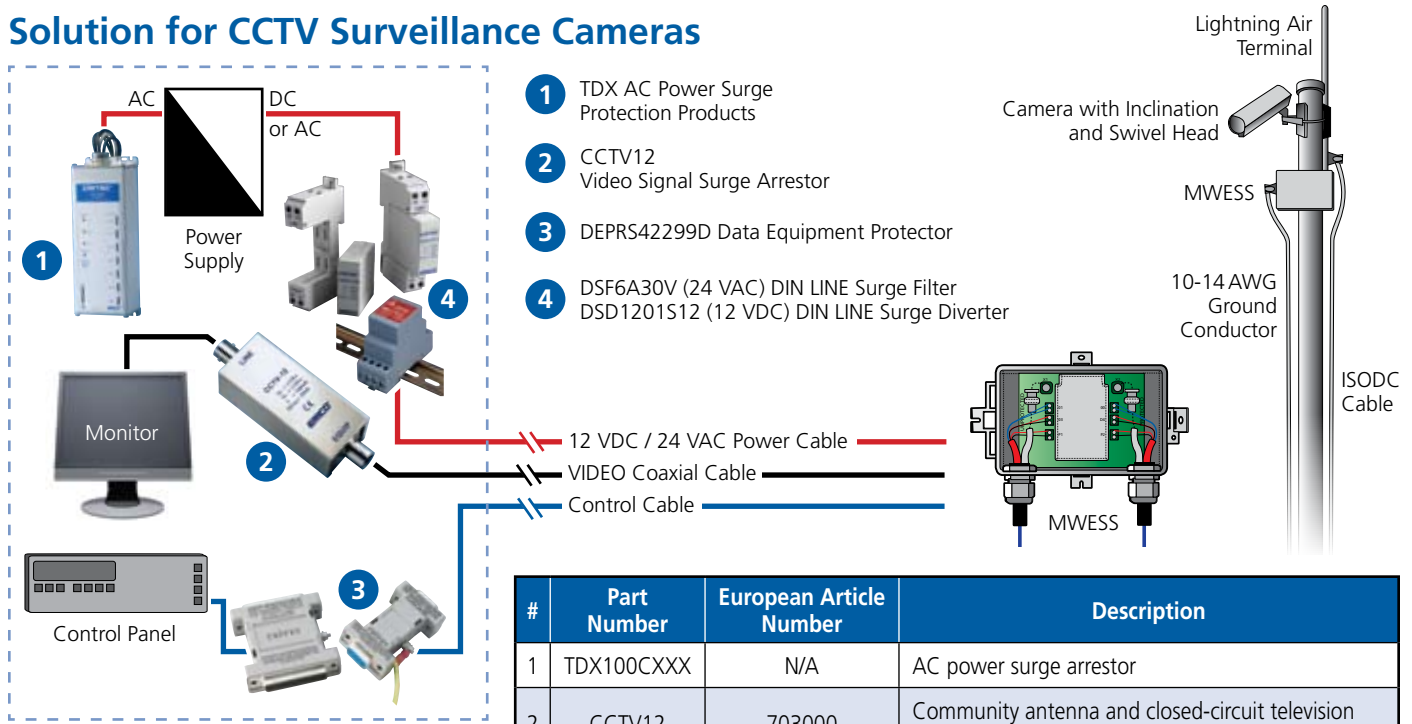 Solution for CCTV Surveillance Cameras
AC
DC
or AC
Power
Supply
1
4
Monitor
LINE
2
3
Control Panel
1
TDX AC Power Surge
Protection Products
2
CCTV12
Video Signal Surge Arrestor
3
DEPRS42299D Data Equipment Protector
4
DSF6A30V (24 VAC) DIN LINE Surge Filter
DSD1201S12 (12 VDC) DIN LINE Surge Diverter
12 VDC / 24 VAC Power Cable
VIDEO Coaxial Cable
Control Cable
MWESS
Lightning Air
Terminal
Camera with Inclination
and Swivel Head
MWESS
10-14 AWG
Ground
Conductor
ISODC
Cable
# Part Number European Article Number Description
1 TDX100CXXX N/A AC power surge arrestor
2 CCTV12 703000 Community antenna and closed-circuit television